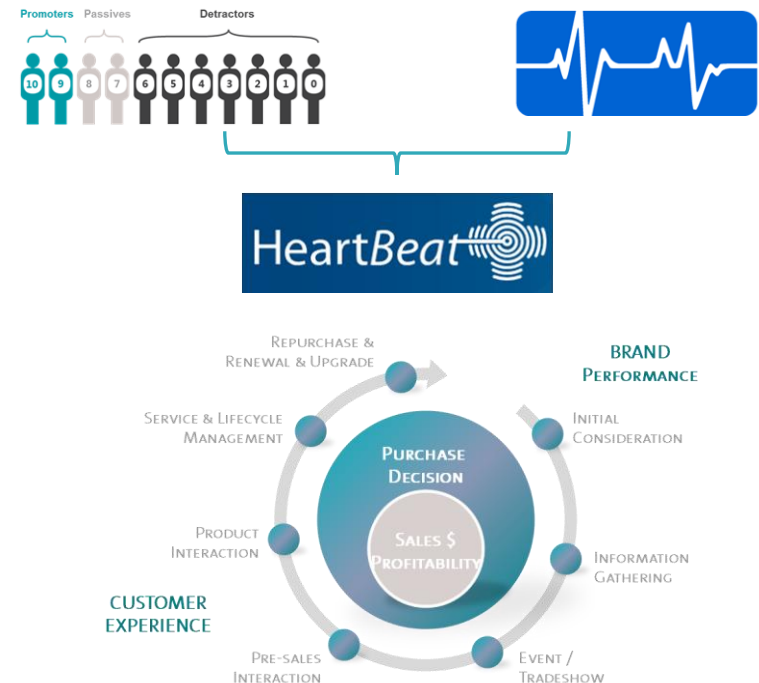 Promoters Passives Detractors
10 9 8 7 6 5 4 3 2 1 0
HeartBeat
REPURCHASE &
RENEWAL & UPGRADE
BRAND
PERFORMANCE
SERVICE & LIFECYCLE
MANAGEMENT
INITIAL
CONSIDERATION
PURCHASE
DECISION
SALES $
PROFITABILITY
PRODUCT
INTERACTION
INFORMATION
GATHERING
CUSTOMER
EXPERIENCE
PRE-SALES
INTERACTION
EVENT /
TRADESHOW